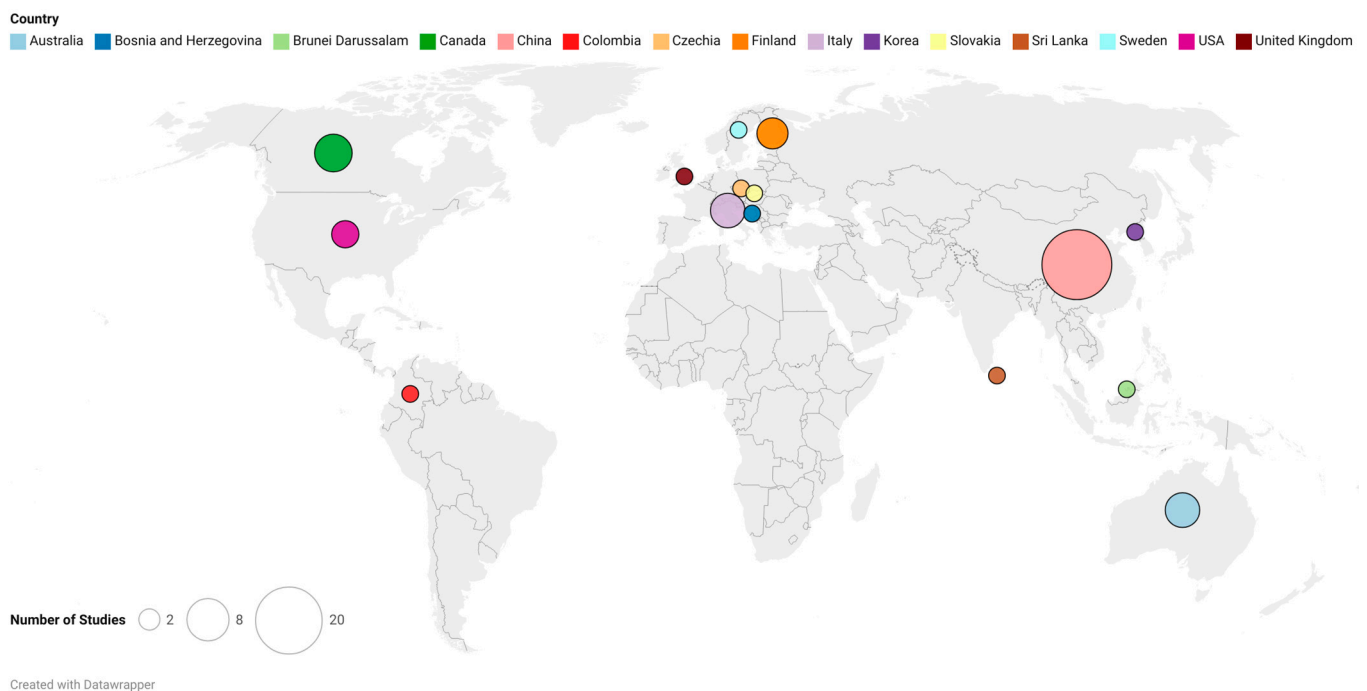 Country
Australia Bosnia and Herzegovina Brunei Darussalam Canada China Colombia Czechia Finland Italy Korea Slovakia Sri Lanka Sweden USA United Kingdom
Number of Studies 2 8 20
Created with Datawrapper